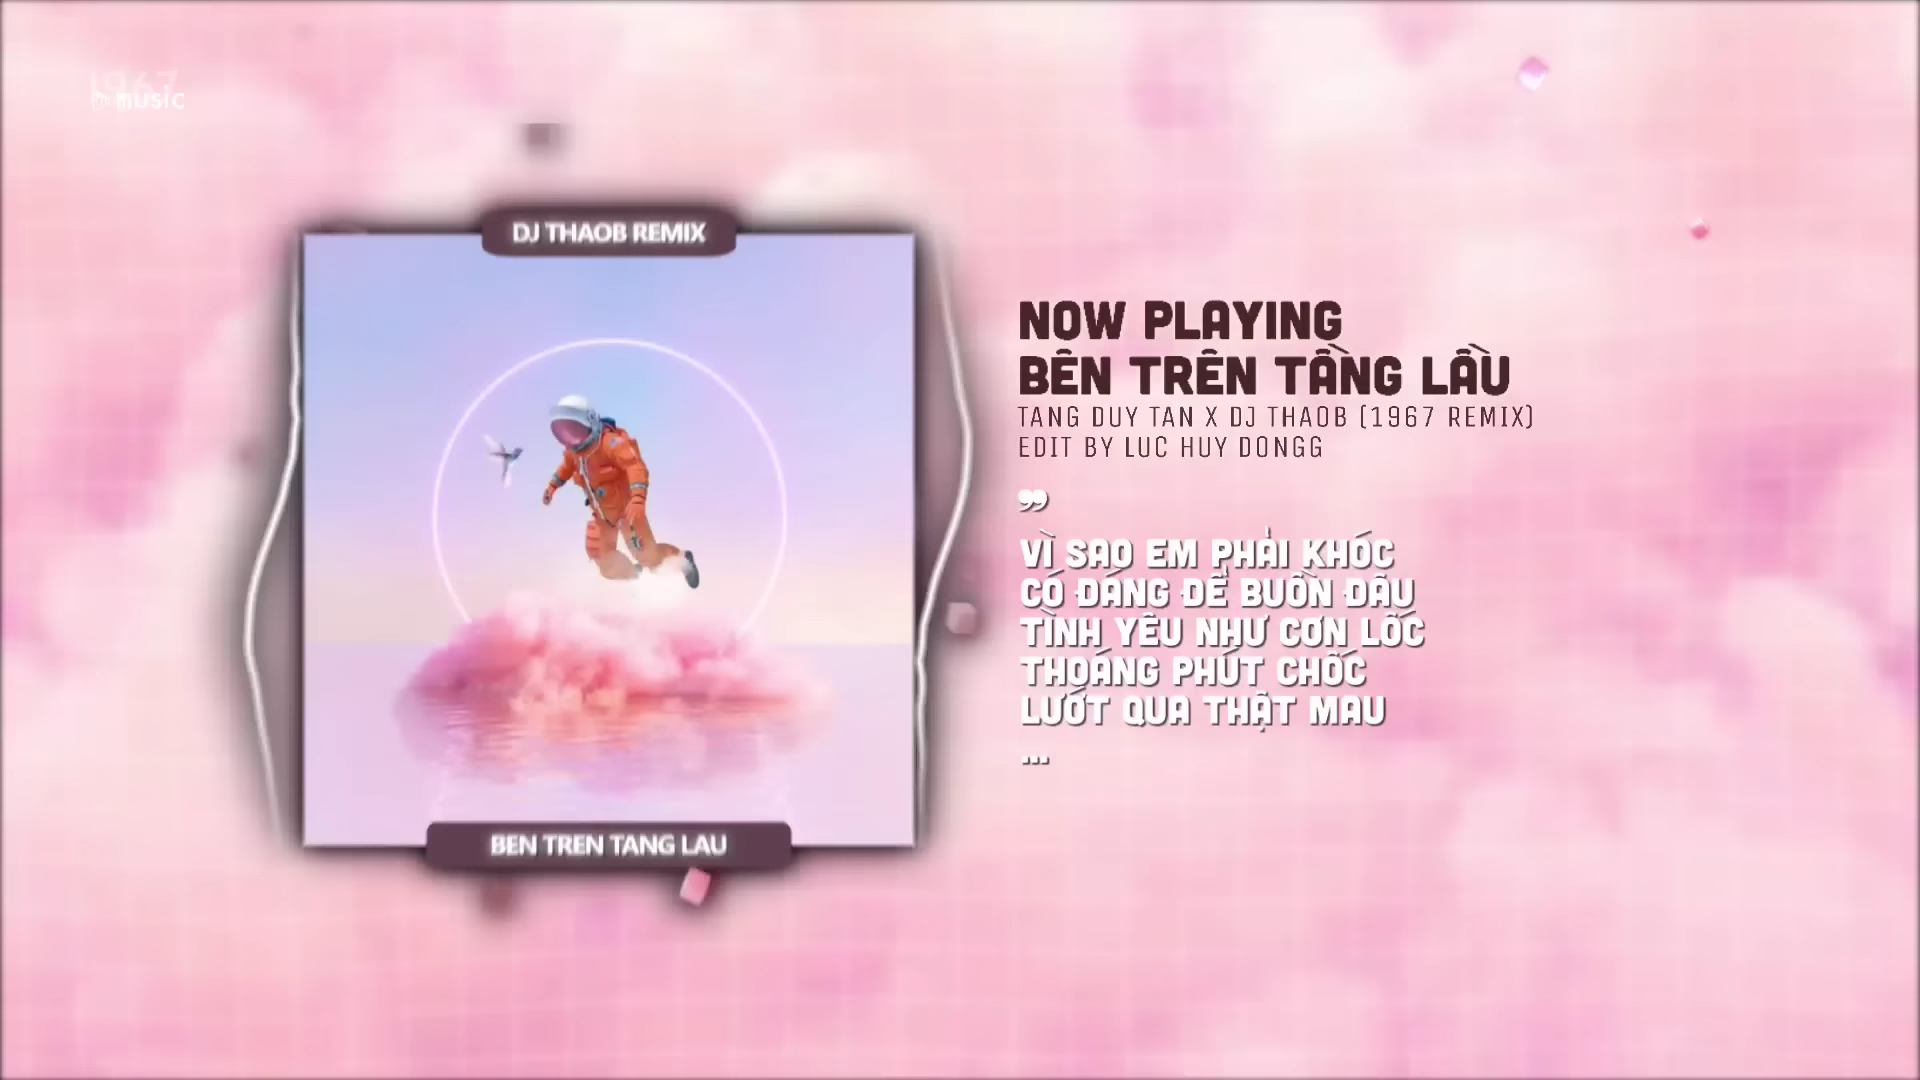 1967
music
DJ THAOB REMIX
NOW PLAYING
BÊN TRÊN TẦNG LẦU
TANG DUY TAN X DJ THAOB (1967 REMIX)
EDIT BY LUC HUY DONGG
”
VÌ SAO EM PHẢI KHÓC
CÓ ĐÁNG ĐỂ BUỒN ĐÂU
TÌNH YÊU NHƯ CƠN LỐC
THOÁNG PHÚT CHỐC
LƯỚT QUA THẬT MAU
...
BEN TREN TANG LAU